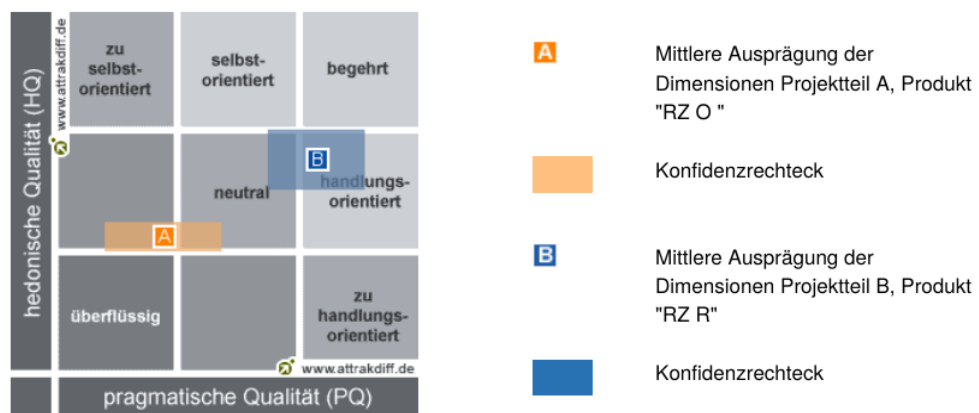 hedonische Qualität (HQ)
www.attrakdiff.de
zu
selbst-
orientiert
selbst-
orientiert
begehrt
neutral
handlungs-
orientiert
B
A
überflüssig
zu
handlungs-
orientiert
www.attrakdiff.de
pragmatische Qualität (PQ)
A
Mittlere Ausprägung der
Dimensionen Projektteil A, Produkt
"RZ O "
Konfidenzrechteck
B
Mittlere Ausprägung der
Dimensionen Projektteil B, Produkt
"RZ R"
Konfidenzrechteck